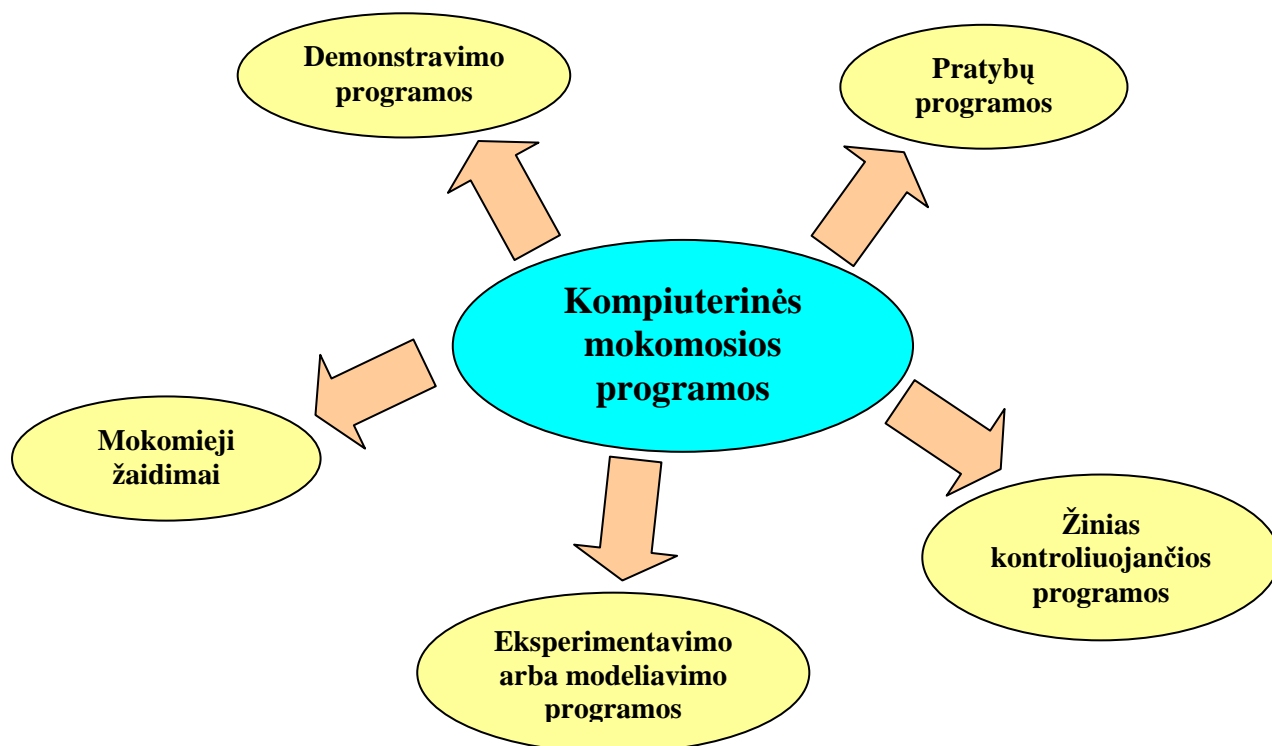 Demonstravimo
programos
Pratybų
programos
Kompiuterinės
mokomosios
programos
Mokomieji
žaidimai
Žinias
kontroliuojančios
programos
Eksperimentavimo
arba modeliavimo
programos